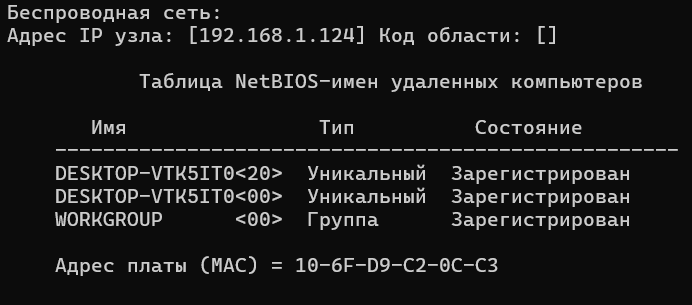 Беспроводная сеть:
Адрес IP узла: [192.168.1.124] Код области: []
Таблица NetBIOS-имен удаленных компьютеров
Имя Тип Состояние
----------------------------------------------------
DESKTOP-VTK5IT0<20> Уникальный Зарегистрирован
DESKTOP-VTK5IT0<00> Уникальный Зарегистрирован
WORKGROUP <00> Группа Зарегистрирован
Адрес платы (MAC) = 10-6F-D9-C2-0C-C3